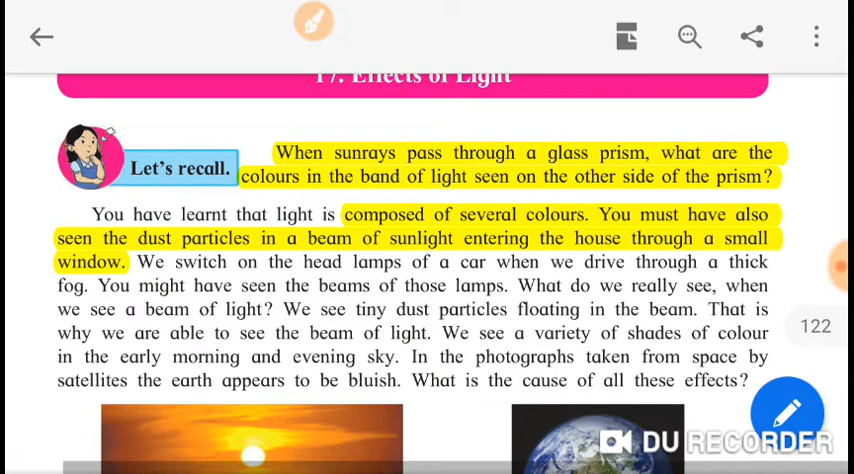 17. Effects of Light
Let's recall.
When sunrays pass through a glass prism, what are the
colours in the band of light seen on the other side of the prism?
You have learnt that light is composed of several colours. You must have also
seen the dust particles in a beam of sunlight entering the house through a small
window. We switch on the head lamps of a car when we drive through a thick
fog. You might have seen the beams of those lamps. What do we really see, when
we see a beam of light? We see tiny dust particles floating in the beam. That is
why we are able to see the beam of light. We see a variety of shades of colour
in the early morning and evening sky. In the photographs taken from space by
satellites the earth appears to be bluish. What is the cause of all these effects?
122
DU RECORDER